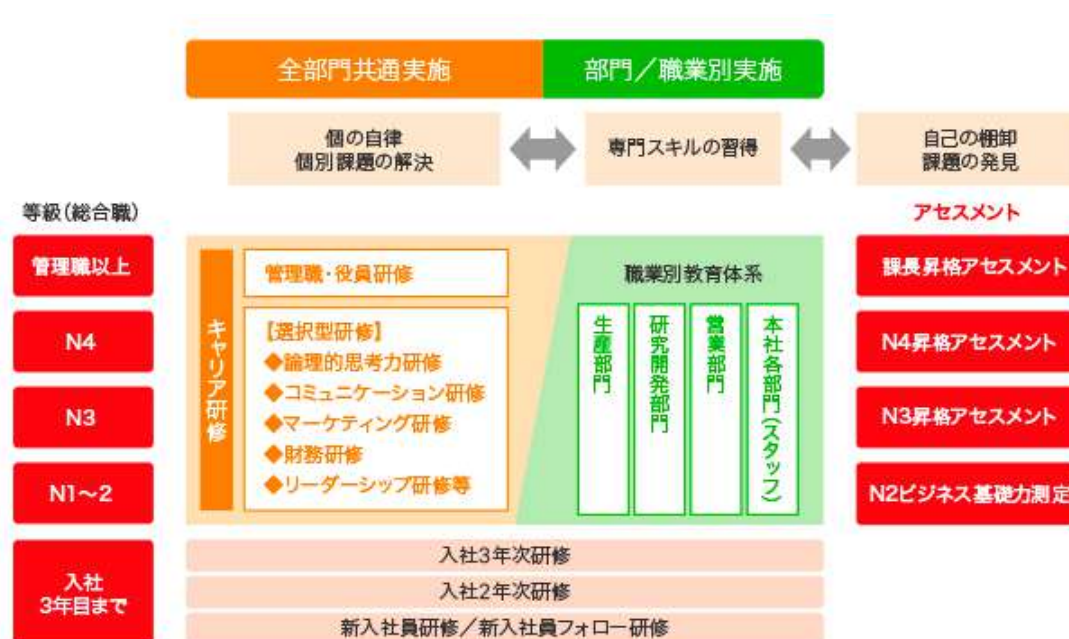 全部門共通実施
部門／職業別実施
個の自律
個別課題の解決
専門スキルの習得
自己の棚卸
課題の発見
等級(総合職)
アセスメント
管理職以上
N4
N3
N1～2
入社
3年目まで
キャリア研修
管理職・役員研修
【選択型研修】
◆論理的思考力研修
◆コミュニケーション研修
◆マーケティング研修
◆財務研修
◆リーダーシップ研修等
職業別教育体系
生産部門
研究開発部門
営業部門
本社各部門(スタッフ)
課長昇格アセスメント
N4昇格アセスメント
N3昇格アセスメント
N2ビジネス基礎力測定
入社3年次研修
入社2年次研修
新入社員研修／新入社員フォロー研修